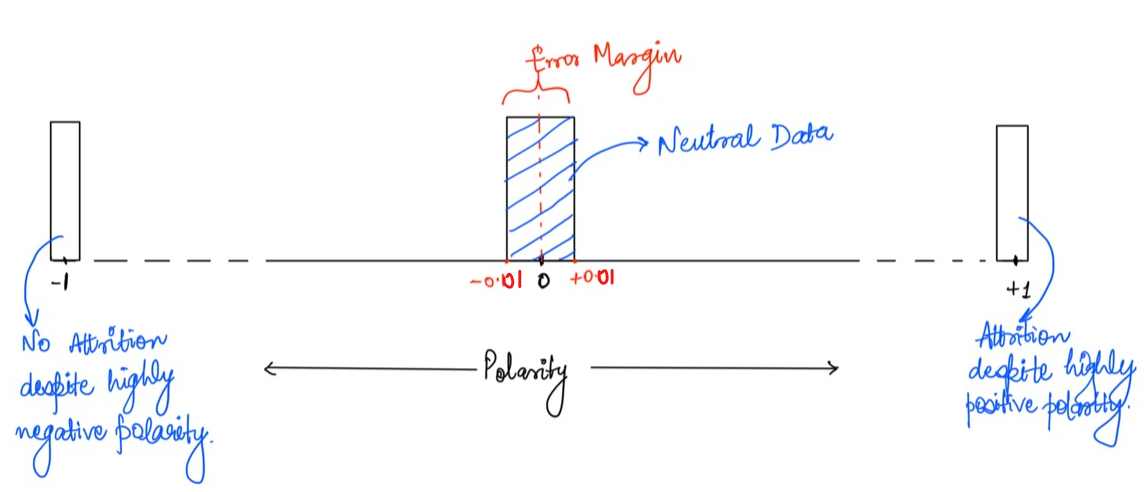 Error Margin
Neutral Data
-0.01 0 +0.01
-1
+1
No Attrition
despite highly
negative polarity.
Polarity
Attrition
despite highly
positive polarity.